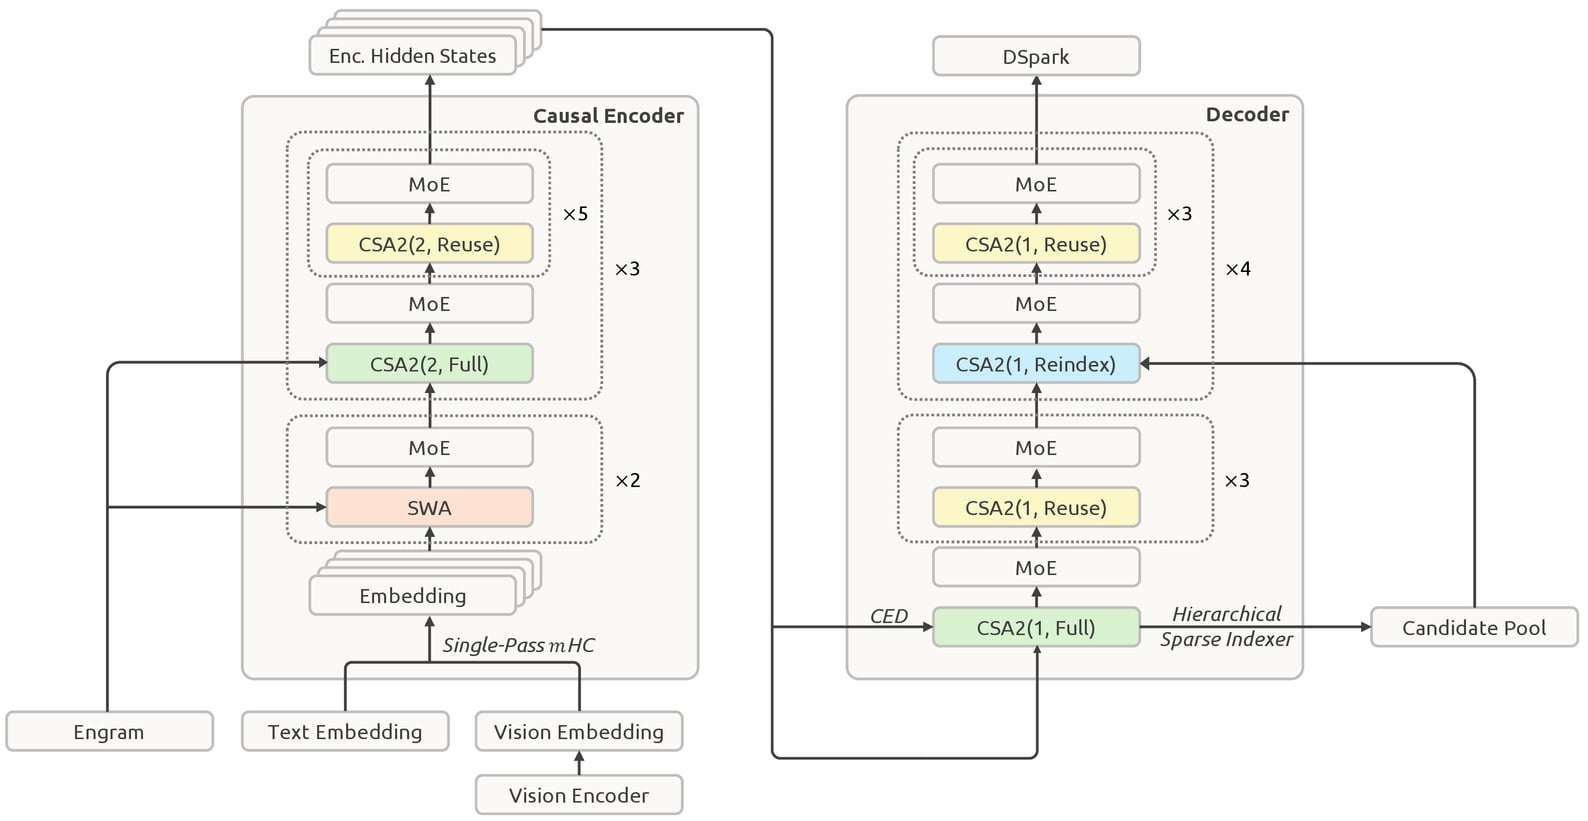 Enc. Hidden States
Causal Encoder
MoE
×5
CSA2(2, Reuse)
×3
MoE
CSA2(2, Full)
MoE
×2
SWA
Embedding
Single-Pass mHC
Engram
Text Embedding
Vision Embedding
Vision Encoder
DSpark
Decoder
MoE
×3
CSA2(1, Reuse)
×4
MoE
CSA2(1, Reindex)
MoE
×3
CSA2(1, Reuse)
MoE
CED
CSA2(1, Full)
Hierarchical
Sparse Indexer
Candidate Pool